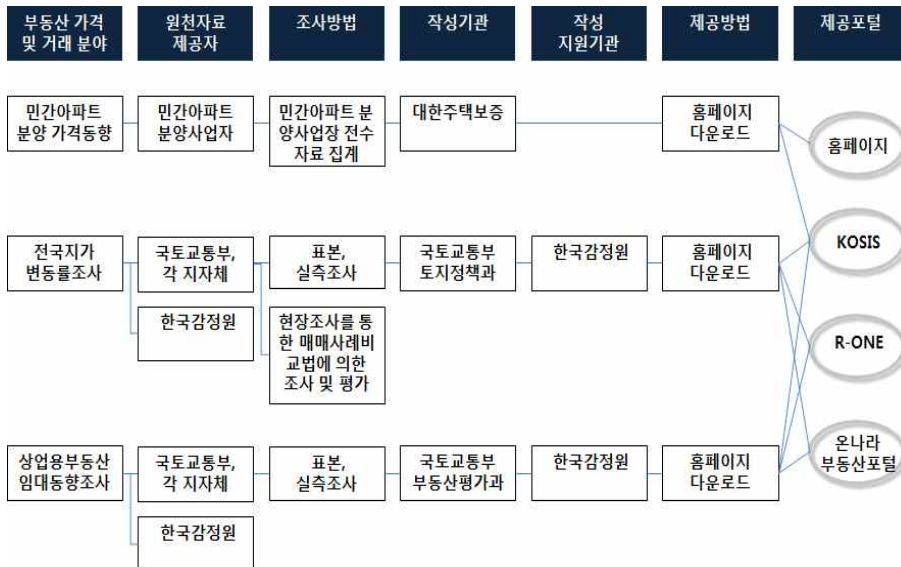 부동산 가격
및 거래 분야
원천자료
제공자
조사방법
작성기관
작성
지원기관
제공방법
제공포털
민간아파트
분양 가격동향
민간아파트
분양사업자
민간아파트 분
양사업장 전수
자료 집계
대한주택보증
홈페이지
다운로드
홈페이지
전국지가
변동률조사
국토교통부,
각 지자체
표본,
실측조사
국토교통부
토지정책과
한국감정원
홈페이지
다운로드
KOSIS
한국감정원
현장조사를 통
한 매매사례비
교법에 의한
조사 및 평가
R-ONE
상업용부동산
임대동향조사
국토교통부,
각 지자체
표본,
실측조사
국토교통부
부동산평가과
한국감정원
홈페이지
다운로드
온나라
부동산포털
한국감정원